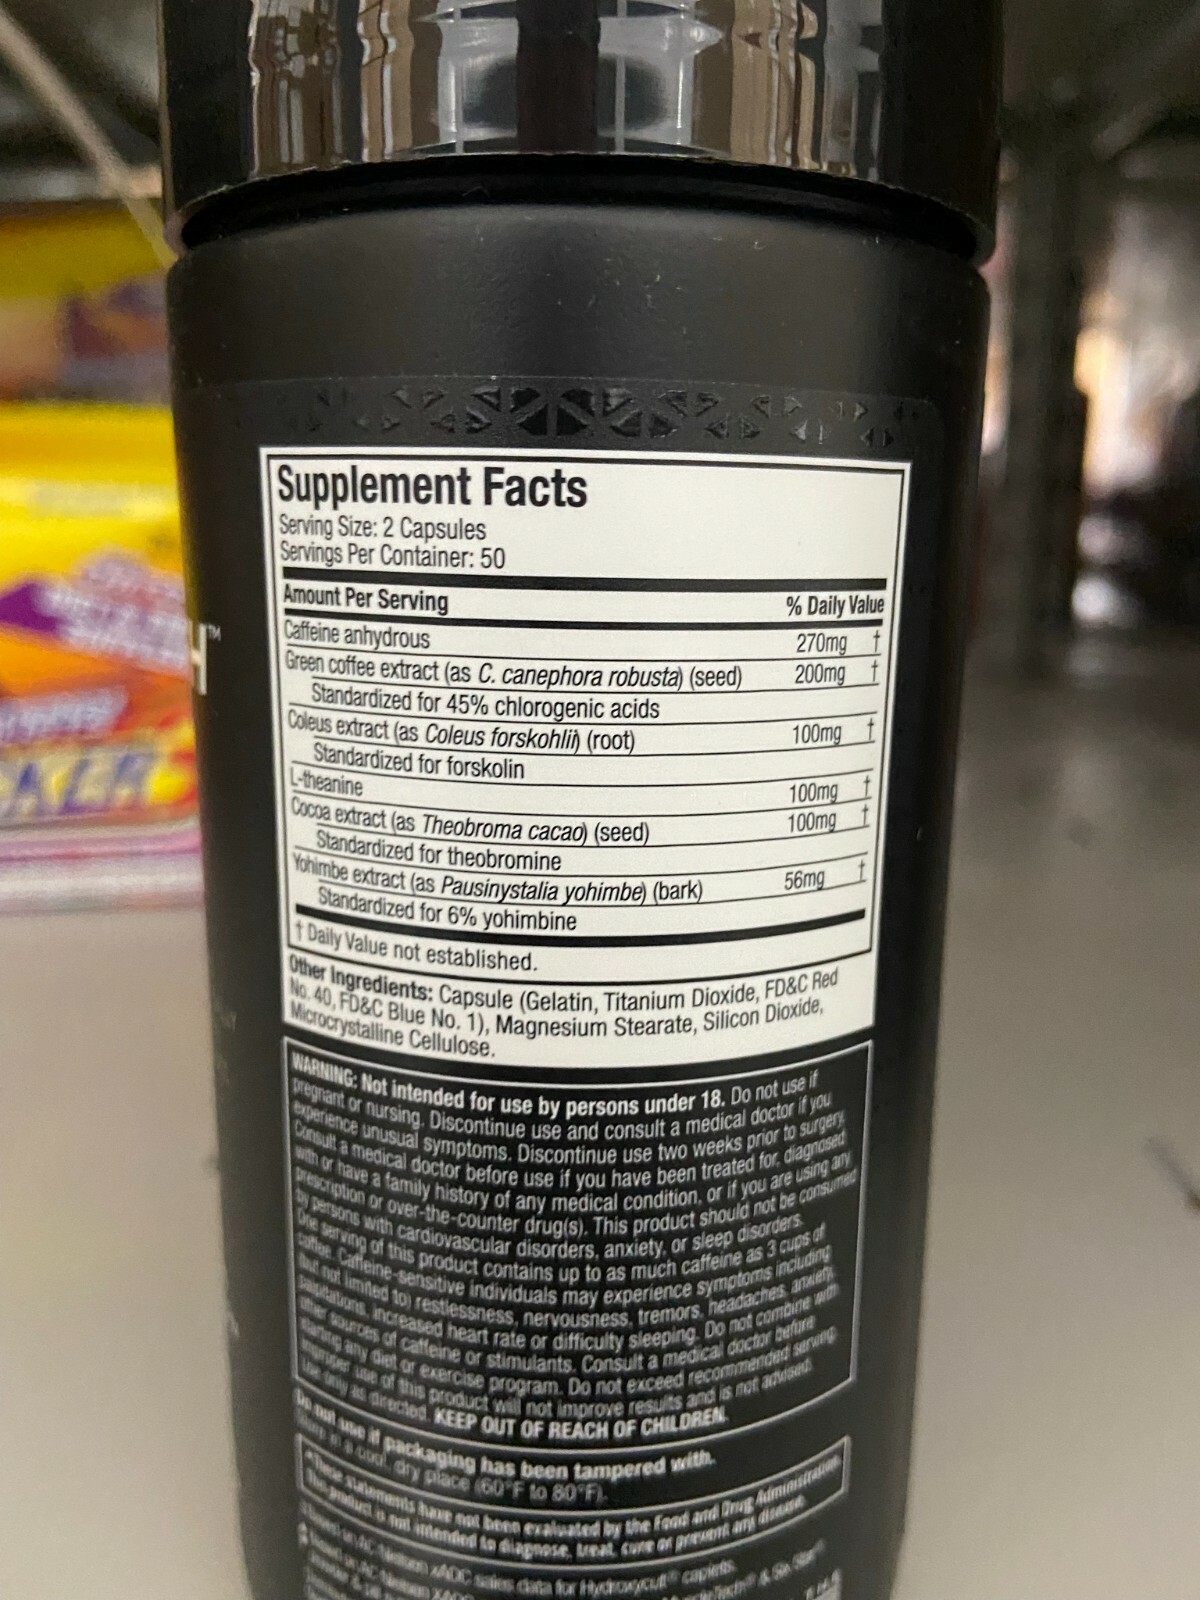 Supplement Facts
Serving Size: 2 Capsules
Servings Per Container: 50
Amount Per Serving % Daily Value
Caffeine anhydrous 270mg †
Green coffee extract (as C. canephora robusta) (seed) 200mg †
Standardized for 45% chlorogenic acids
Coleus extract (as Coleus forskohlii) (root) 100mg †
Standardized for forskolin
L-theanine 100mg †
Cocoa extract (as Theobroma cacao) (seed) 100mg †
Standardized for theobromine
Yohimbe extract (as Pausinystalia yohimbe) (bark) 56mg †
Standardized for 6% yohimbine
† Daily Value not established.
Other Ingredients: Capsule (Gelatin, Titanium Dioxide, FD&C Red
No. 40, FD&C Blue No. 1), Magnesium Stearate, Silicon Dioxide,
Microcrystalline Cellulose.
WARNING: Not intended for use by persons under 18. Do not use if
pregnant or nursing. Discontinue use and consult a medical doctor if you
experience unusual symptoms. Discontinue use two weeks prior to surgery.
Consult a medical doctor before use if you have been treated for, diagnosed
with or have a family history of any medical condition, or if you are using any
prescription or over-the-counter drug(s). This product should not be consumed
by persons with cardiovascular disorders, anxiety, or sleep disorders.
One serving of this product contains up to as much caffeine as 3 cups of
coffee. Caffeine-sensitive individuals may experience symptoms including
(but not limited to) restlessness, nervousness, tremors, headaches, anxiety,
palpitations, increased heart rate or difficulty sleeping. Do not combine with
other sources of caffeine or stimulants. Consult a medical doctor before
starting any diet or exercise program. Do not exceed recommended serving.
Improper use of this product will not improve results and is not advised.
Use only as directed. KEEP OUT OF REACH OF CHILDREN.
Do not use if packaging has been tampered with.
Store in a cool, dry place (60°F to 80°F).
*These statements have not been evaluated by the Food and Drug Administration.
This product is not intended to diagnose, treat, cure or prevent any disease.
xAOC sales data for Hydroxycut® caplets.
H™